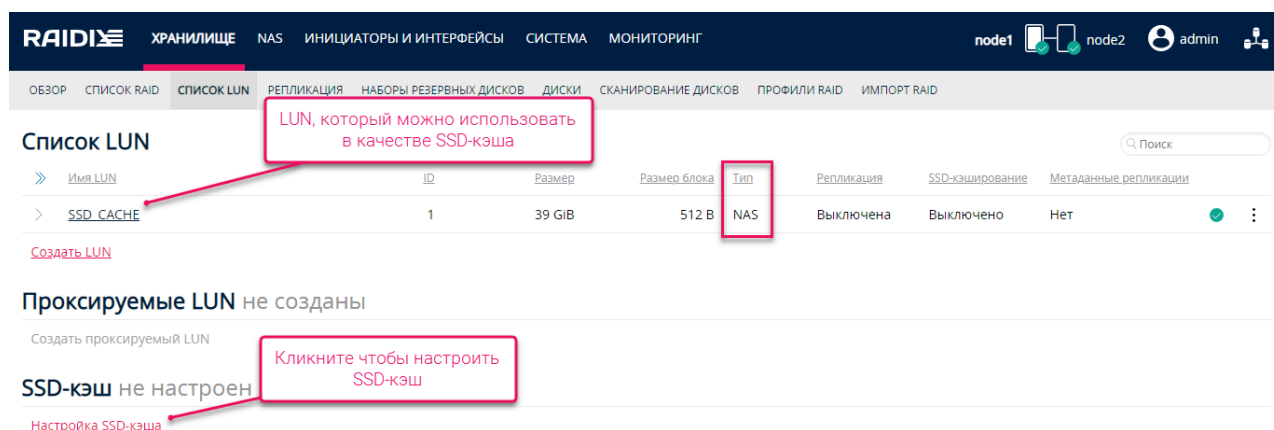 RAIDIX ХРАНИЛИЩЕ NAS ИНИЦИАТОРЫ И ИНТЕРФЕЙСЫ СИСТЕМА МОНИТОРИНГ node1 node2 admin
ОБЗОР СПИСОК RAID СПИСОК LUN РЕПЛИКАЦИЯ НАБОРЫ РЕЗЕРВНЫХ ДИСКОВ ДИСКИ СКАНИРОВАНИЕ ДИСКОВ ПРОФИЛИ RAID ИМПОРТ RAID
LUN, который можно использовать
в качестве SSD-кэша
Список LUN
Поиск
Имя LUN ID Размер Размер блока Тип Репликация SSD-кэширование Метаданные репликации
SSD_CACHE 1 39 GiB 512 B NAS Выключена Выключено Нет
Создать LUN
Проксируемые LUN не созданы
Создать проксируемый LUN
Кликните чтобы настроить
SSD-кэш
SSD-кэш не настроен
Настройка SSD-кэша